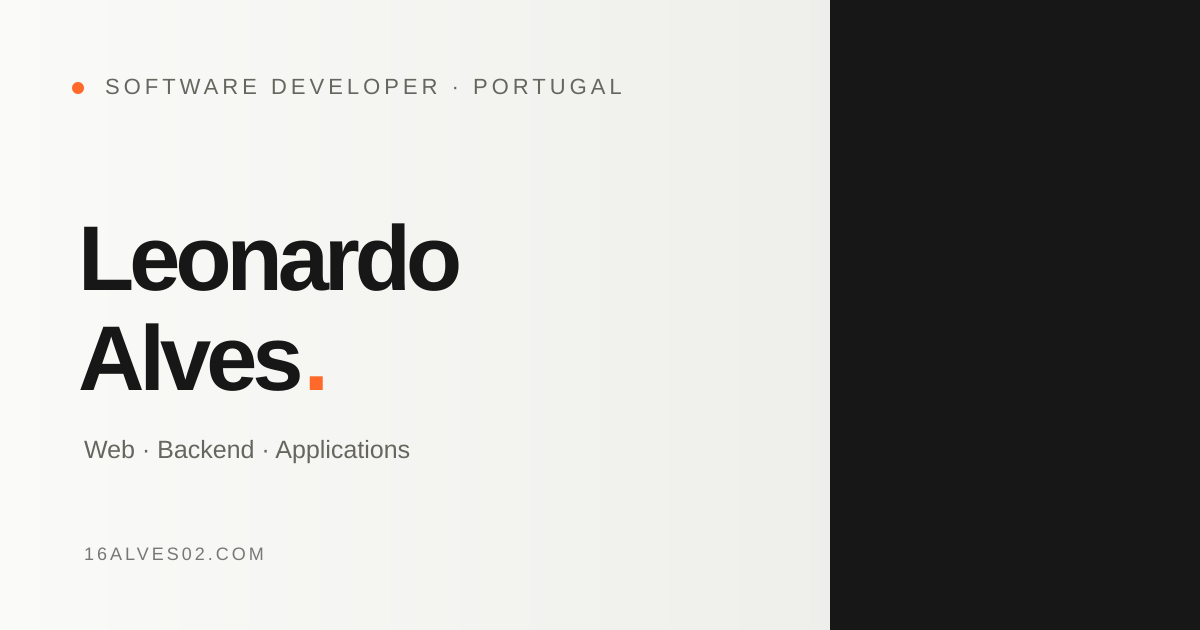 SOFTWARE DEVELOPER · PORTUGAL
Leonardo
Alves.
Web · Backend · Applications
16ALVES02.COM